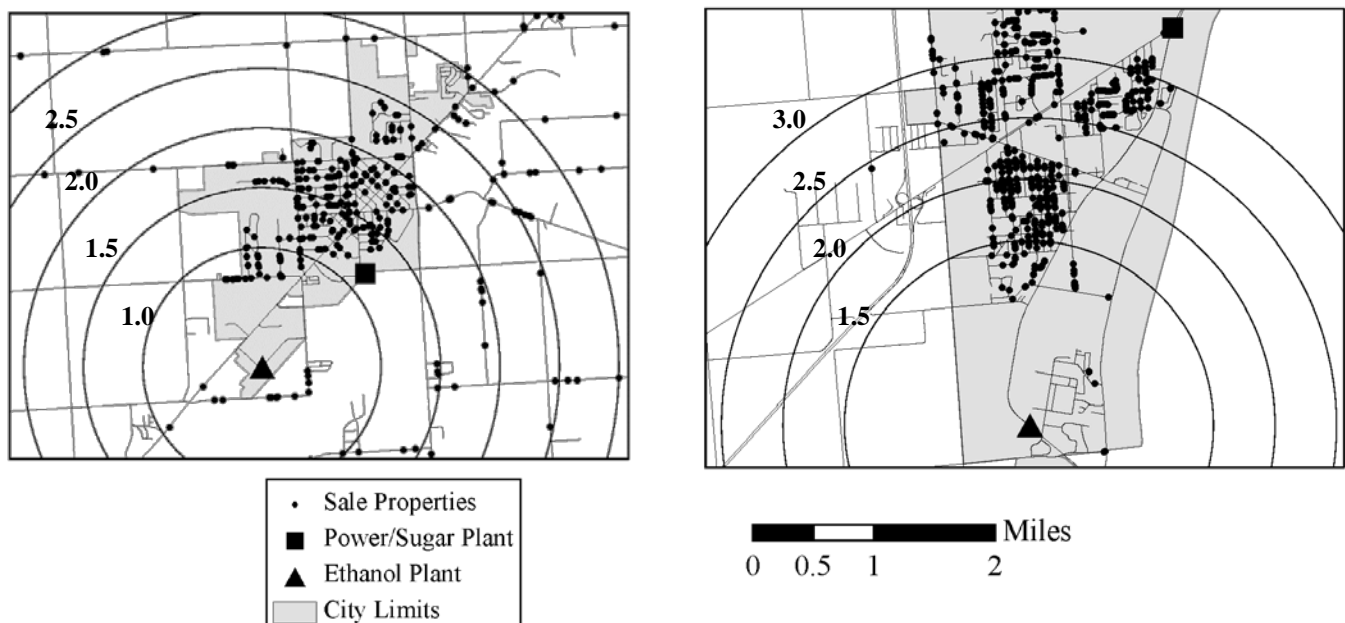 2.5
2.0
1.5
1.0
3.0
2.5
2.0
1.5
Sale Properties
Power/Sugar Plant
Ethanol Plant
City Limits
Miles
0 0.5 1 2